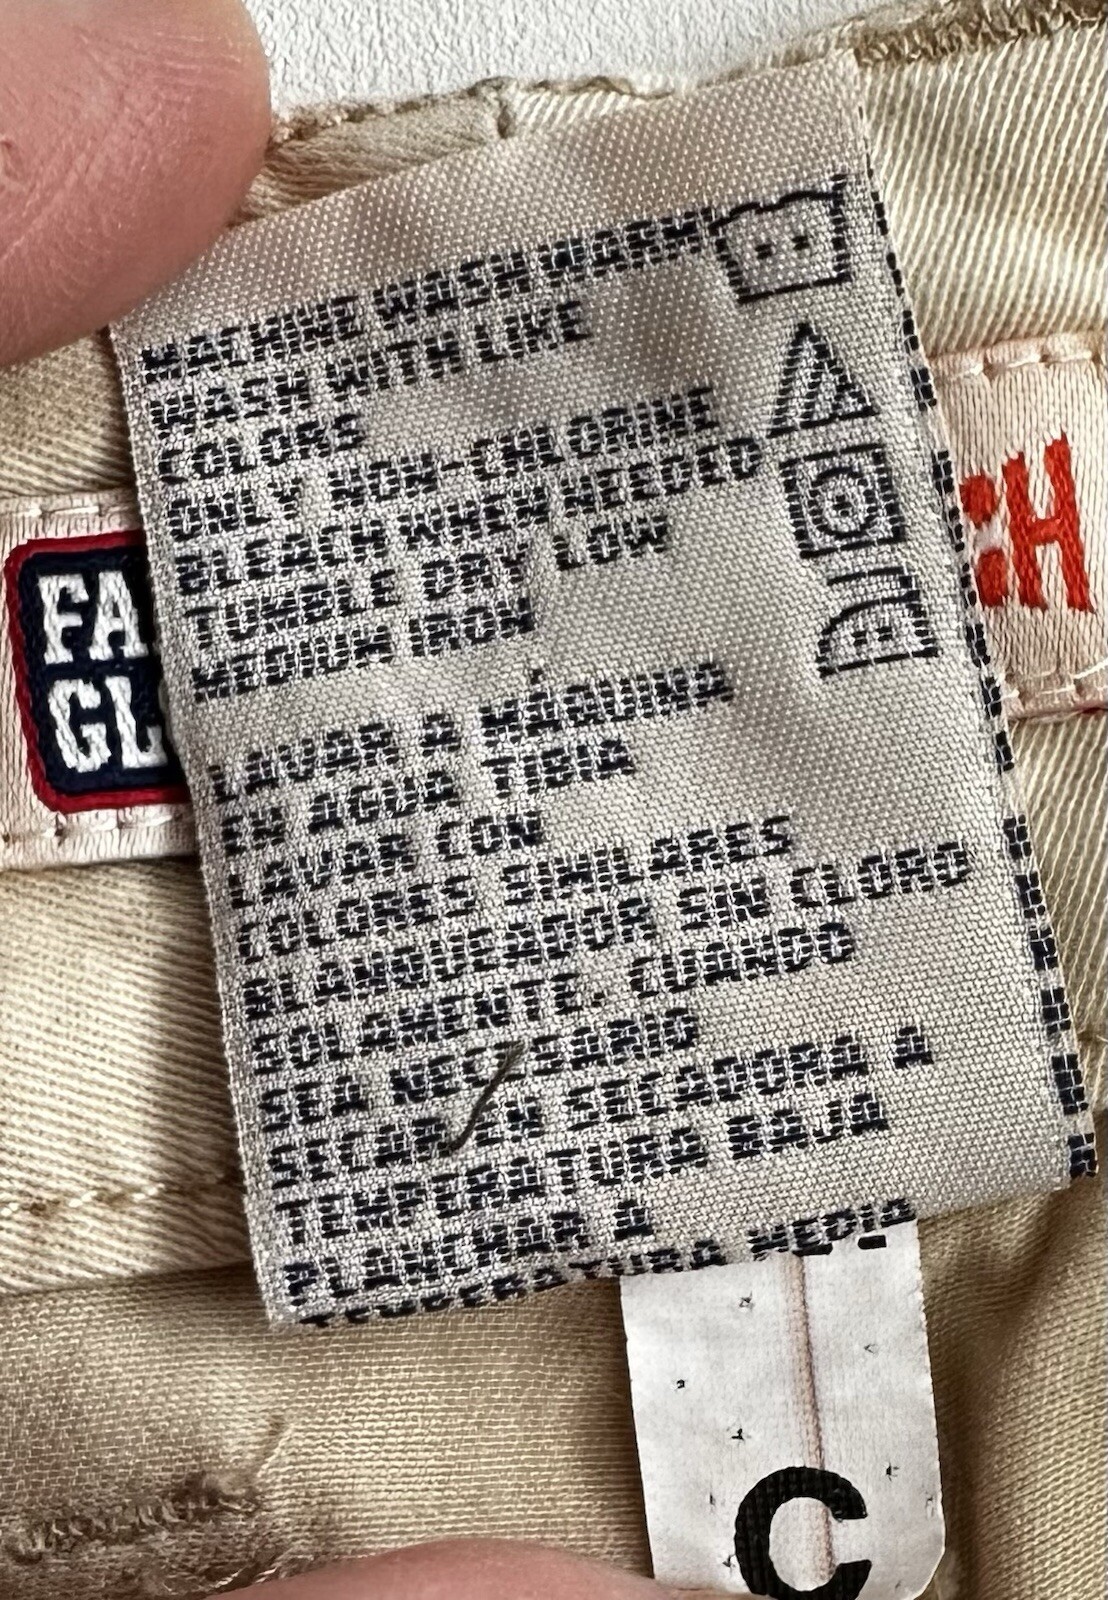 MACHINE WASH WARM
WASH WITH LIKE
COLORS
ONLY NON-CHLORINE
BLEACH WHEN NEEDED
TUMBLE DRY LOW
MEDIUM IRON
LAVAR A MÁQUINA
EN AGUA TIBIA
LAVAR CON
COLORES SIMILARES
BLANQUEADOR SIN CLORO
SOLAMENTE. CUANDO
SEA NECESARIO
SECAR EN SECADORA A
TEMPERATURA BAJA
PLANCHAR A
TEMPERATURA MEDIA
FA
GL
H
C